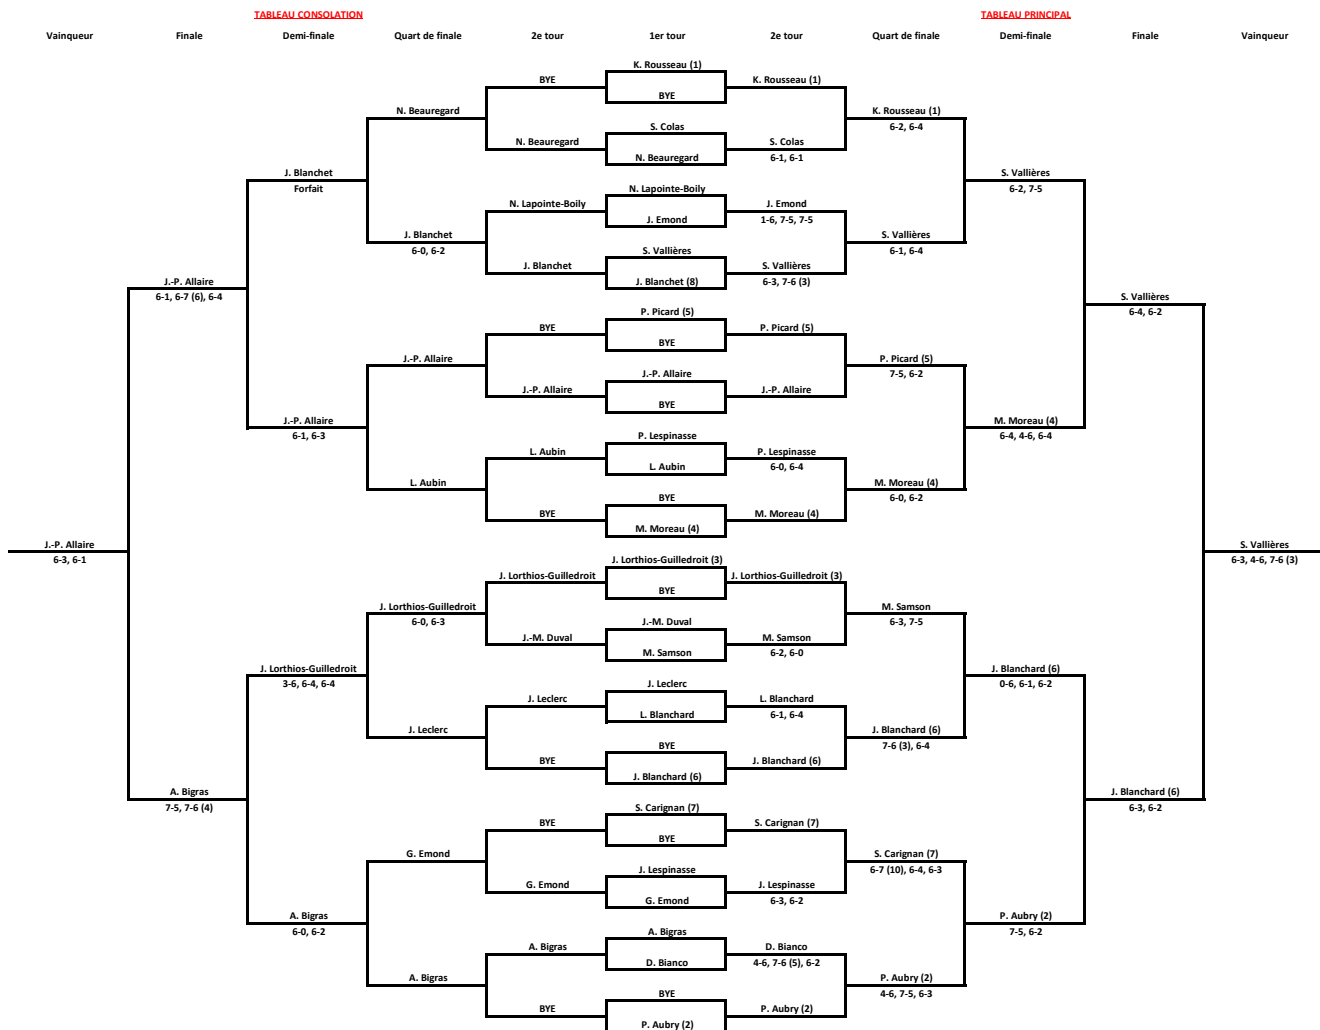 TABLEAU CONSOLATION
TABLEAU PRINCIPAL
Vainqueur
Finale
Demi-finale
Quart de finale
2e tour
1er tour
2e tour
Quart de finale
Demi-finale
Finale
Vainqueur
K. Rousseau (1)
BYE
K. Rousseau (1)
BYE
N. Beauregard
K. Rousseau (1)
6-2, 6-4
S. Colas
N. Beauregard
S. Colas
N. Beauregard
6-1, 6-1
J. Blanchet
Forfait
S. Vallières
6-2, 7-5
N. Lapointe-Boily
N. Lapointe-Boily
J. Emond
J. Emond
1-6, 7-5, 7-5
J. Blanchet
6-0, 6-2
S. Vallières
6-1, 6-4
S. Vallières
J. Blanchet
S. Vallières
J. Blanchet (8)
6-3, 7-6 (3)
J.-P. Allaire
6-1, 6-7 (6), 6-4
S. Vallières
6-4, 6-2
P. Picard (5)
BYE
P. Picard (5)
BYE
J.-P. Allaire
P. Picard (5)
7-5, 6-2
J.-P. Allaire
J.-P. Allaire
J.-P. Allaire
BYE
J.-P. Allaire
6-1, 6-3
M. Moreau (4)
6-4, 4-6, 6-4
P. Lespinasse
L. Aubin
P. Lespinasse
L. Aubin
6-0, 6-4
L. Aubin
M. Moreau (4)
6-0, 6-2
BYE
BYE
M. Moreau (4)
M. Moreau (4)
J.-P. Allaire
6-3, 6-1
S. Vallières
6-3, 4-6, 7-6 (3)
J. Lorthios-Guilledroit (3)
J. Lorthios-Guilledroit
J. Lorthios-Guilledroit (3)
BYE
J. Lorthios-Guilledroit
6-0, 6-3
M. Samson
6-3, 7-5
J.-M. Duval
J.-M. Duval
M. Samson
M. Samson
6-2, 6-0
J. Lorthios-Guilledroit
3-6, 6-4, 6-4
J. Blanchard (6)
0-6, 6-1, 6-2
J. Leclerc
J. Leclerc
L. Blanchard
L. Blanchard
6-1, 6-4
J. Leclerc
J. Blanchard (6)
7-6 (3), 6-4
BYE
BYE
J. Blanchard (6)
J. Blanchard (6)
A. Bigras
7-5, 7-6 (4)
J. Blanchard (6)
6-3, 6-2
S. Carignan (7)
BYE
S. Carignan (7)
BYE
G. Emond
S. Carignan (7)
6-7 (10), 6-4, 6-3
J. Lespinasse
G. Emond
J. Lespinasse
G. Emond
6-3, 6-2
A. Bigras
6-0, 6-2
P. Aubry (2)
7-5, 6-2
A. Bigras
A. Bigras
D. Bianco
D. Bianco
4-6, 7-6 (5), 6-2
A. Bigras
P. Aubry (2)
4-6, 7-5, 6-3
BYE
BYE
P. Aubry (2)
P. Aubry (2)